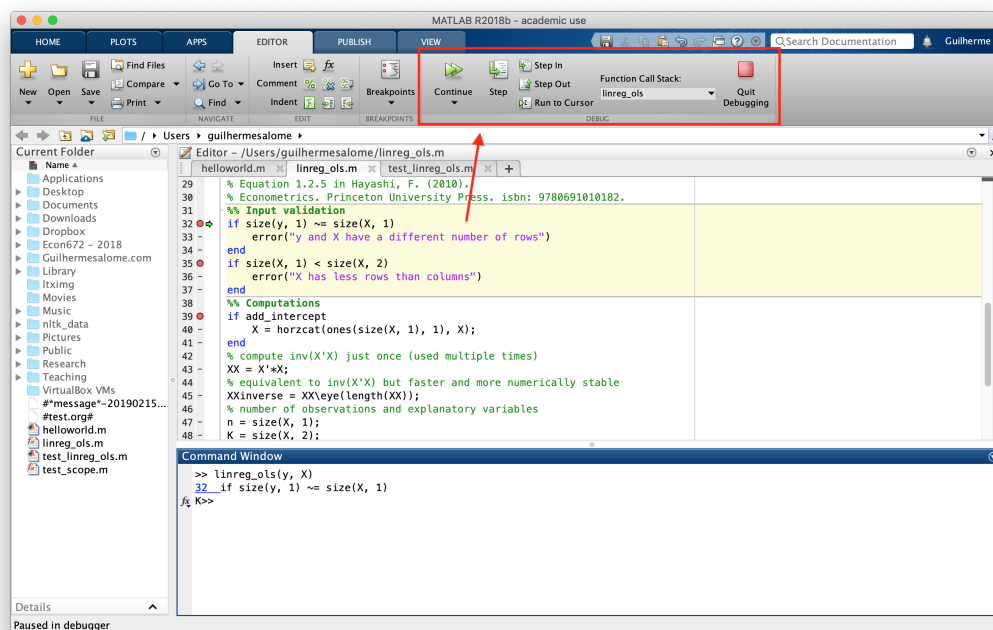 MATLAB R2018b - academic use
HOME PLOTS APPS EDITOR PUBLISH VIEW Search Documentation Guilherme
New Open Save Find Files Compare Print
FILE
Go To Find
NAVIGATE
Insert fx
Comment
Indent
EDIT
Breakpoints
BREAKPOINTS
Continue Step Step In Step Out Run to Cursor
Function Call Stack:
linreg_ols
Quit Debugging
DEBUG
/ ▸ Users ▸ guilhermesalome ▸
Current Folder
Name ▲
Applications
Desktop
Documents
Downloads
Dropbox
Econ672 – 2018
Guilhermesalome.com
Library
ltximg
Movies
Music
nltk_data
Pictures
Public
Research
Teaching
VirtualBox VMs
#*message*-20190215...
#test.org#
helloworld.m
linreg_ols.m
test_linreg_ols.m
test_scope.m
Details
Editor – /Users/guilhermesalome/linreg_ols.m
helloworld.m × linreg_ols.m × test_linreg_ols.m × +
29 % Equation 1.2.5 in Hayashi, F. (2010).
30 % Econometrics. Princeton University Press. isbn: 9780691010182.
31 %% Input validation
32 if size(y, 1) ~= size(X, 1)
33 - error("y and X have a different number of rows")
34 - end
35 if size(X, 1) < size(X, 2)
36 - error("X has less rows than columns")
37 - end
38 %% Computations
39 if add_intercept
40 - X = horzcat(ones(size(X, 1), 1), X);
41 - end
42 % compute inv(X'X) just once (used multiple times)
43 - XX = X'*X;
44 % equivalent to inv(X'X) but faster and more numerically stable
45 - XXinverse = XX\eye(length(XX));
46 % number of observations and explanatory variables
47 - n = size(X, 1);
48 - K = size(X, 2);
Command Window
>> linreg_ols(y, X)
32 if size(y, 1) ~= size(X, 1)
fx K>>
Paused in debugger